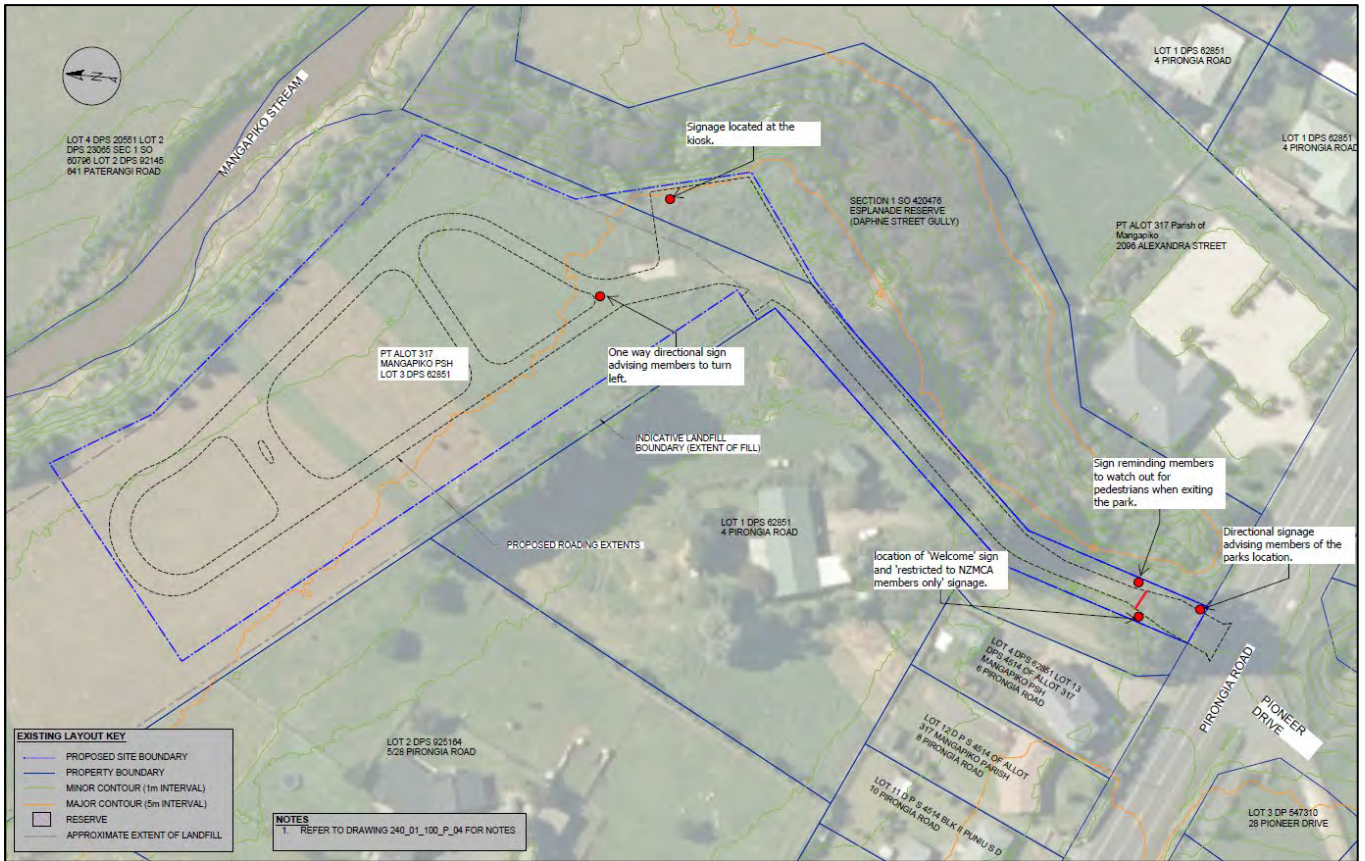 N
MANGAPIKO STREAM
LOT 4 DPS 20551 LOT 2
DPS 23065 SEC 1 SO
60796 LOT 2 DPS 92145
641 PATERANGI ROAD
Signage located at the
kiosk.
LOT 1 DPS 62851
4 PIRONGIA ROAD
LOT 1 DPS 62851
4 PIRONGIA ROAD
SECTION 1 SO 420476
ESPLANADE RESERVE
(DAPHNE STREET GULLY)
PT ALOT 317 Parish of
Mangapiko
2096 ALEXANDRA STREET
PT ALOT 317
MANGAPIKO PSH
LOT 3 DPS 62851
One way directional sign
advising members to turn
left.
INDICATIVE LANDFILL
BOUNDARY (EXTENT OF FILL)
PROPOSED ROADING EXTENTS
LOT 1 DPS 62851
4 PIRONGIA ROAD
Sign reminding members
to watch out for
pedestrians when exiting
the park.
Directional signage
advising members of the
parks location.
location of 'Welcome' sign
and 'restricted to NZMCA
members only' signage.
LOT 4 DPS 62851 LOT 13
DPS 4514 OF ALLOT 317
MANGAPIKO PSH
6 PIRONGIA ROAD
LOT 12 D P S 4514 OF ALLOT
317 MANGAPIKO PARISH
8 PIRONGIA ROAD
LOT 11 D P S 4514 BLK II PUNIU S D
10 PIRONGIA ROAD
PIRONGIA ROAD
PIONEER
DRIVE
LOT 3 DP 547310
28 PIONEER DRIVE
LOT 2 DPS 925164
5/28 PIRONGIA ROAD
EXISTING LAYOUT KEY
PROPOSED SITE BOUNDARY
PROPERTY BOUNDARY
MINOR CONTOUR (1m INTERVAL)
MAJOR CONTOUR (5m INTERVAL)
RESERVE
APPROXIMATE EXTENT OF LANDFILL
NOTES
1. REFER TO DRAWING 240_01_100_P_04 FOR NOTES